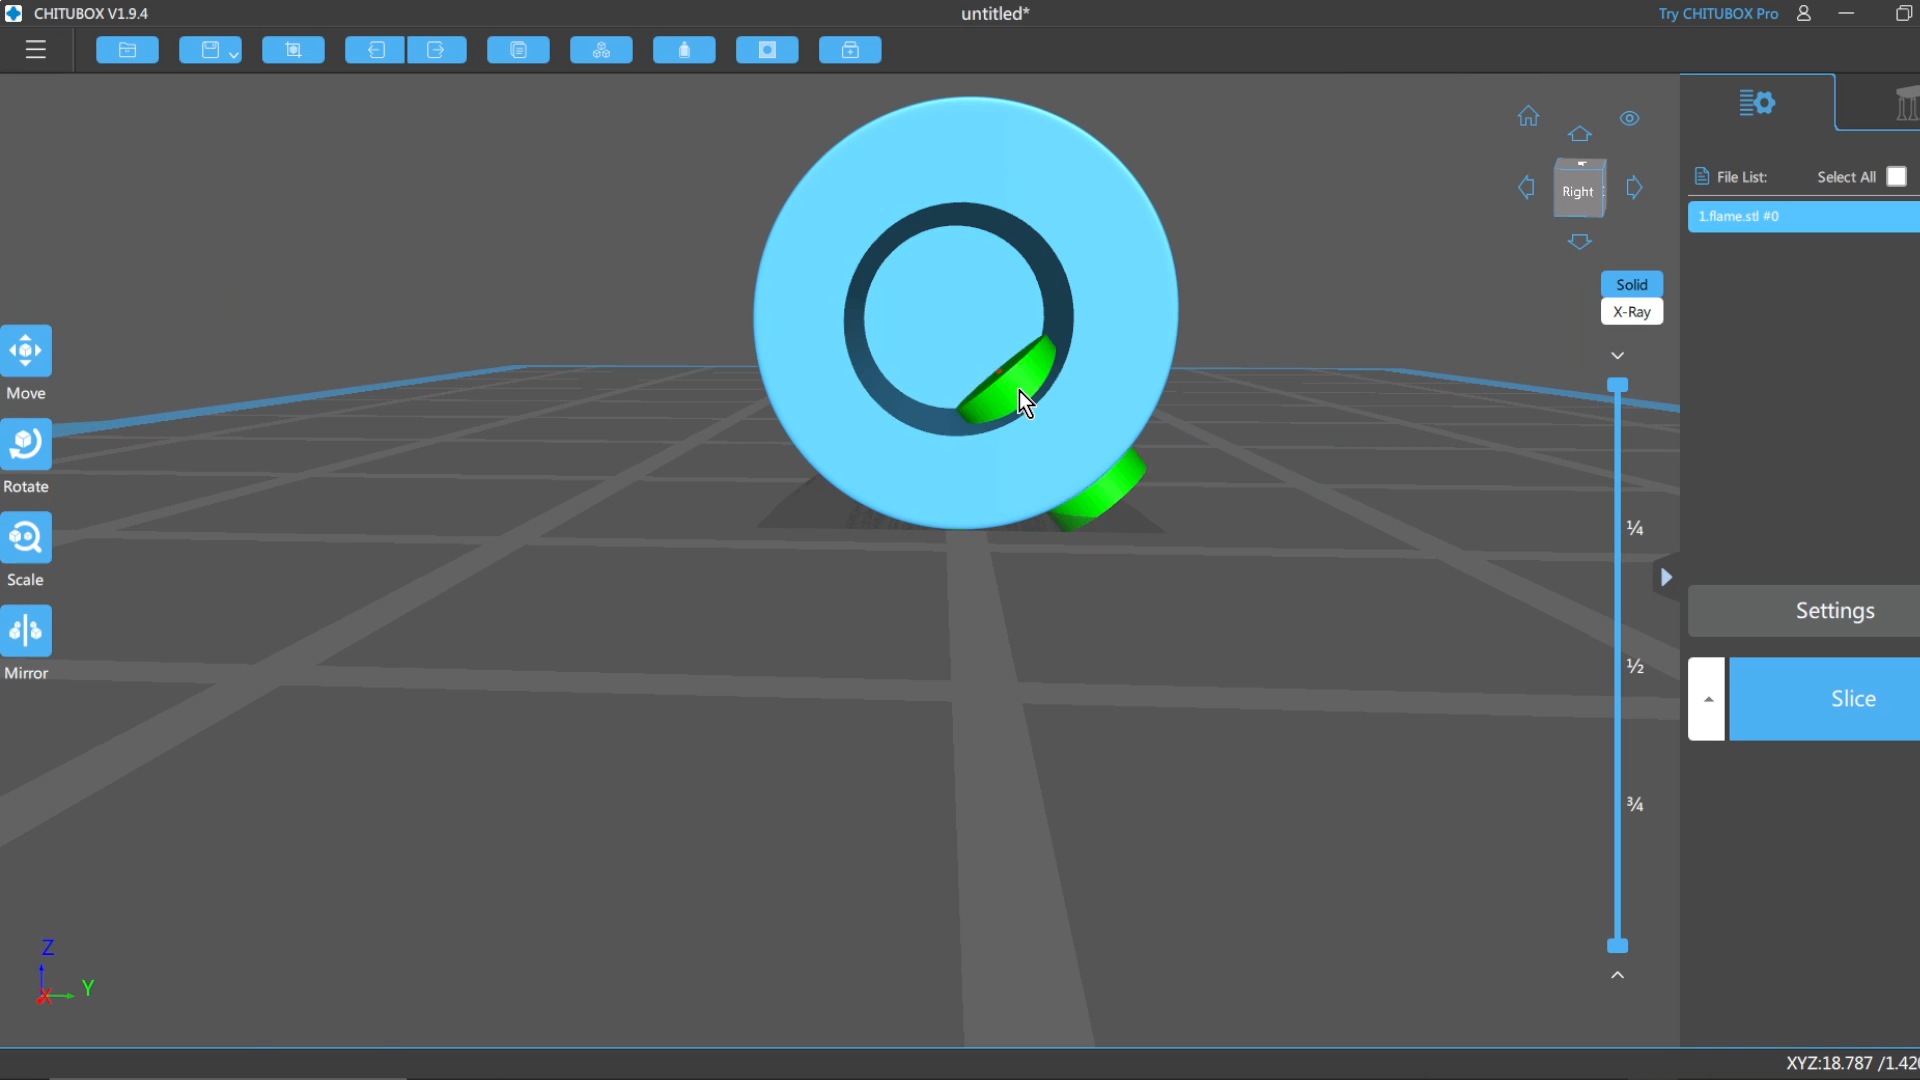 CHITUBOX V1.9.4
untitled*
Try CHITUBOX Pro
File List:
Select All
1.flame.stl #0
Right
Solid
X-Ray
Move
Rotate
Scale
Mirror
¼
½
¾
Settings
Slice
Z
X
Y
XYZ:18.787 /1.42